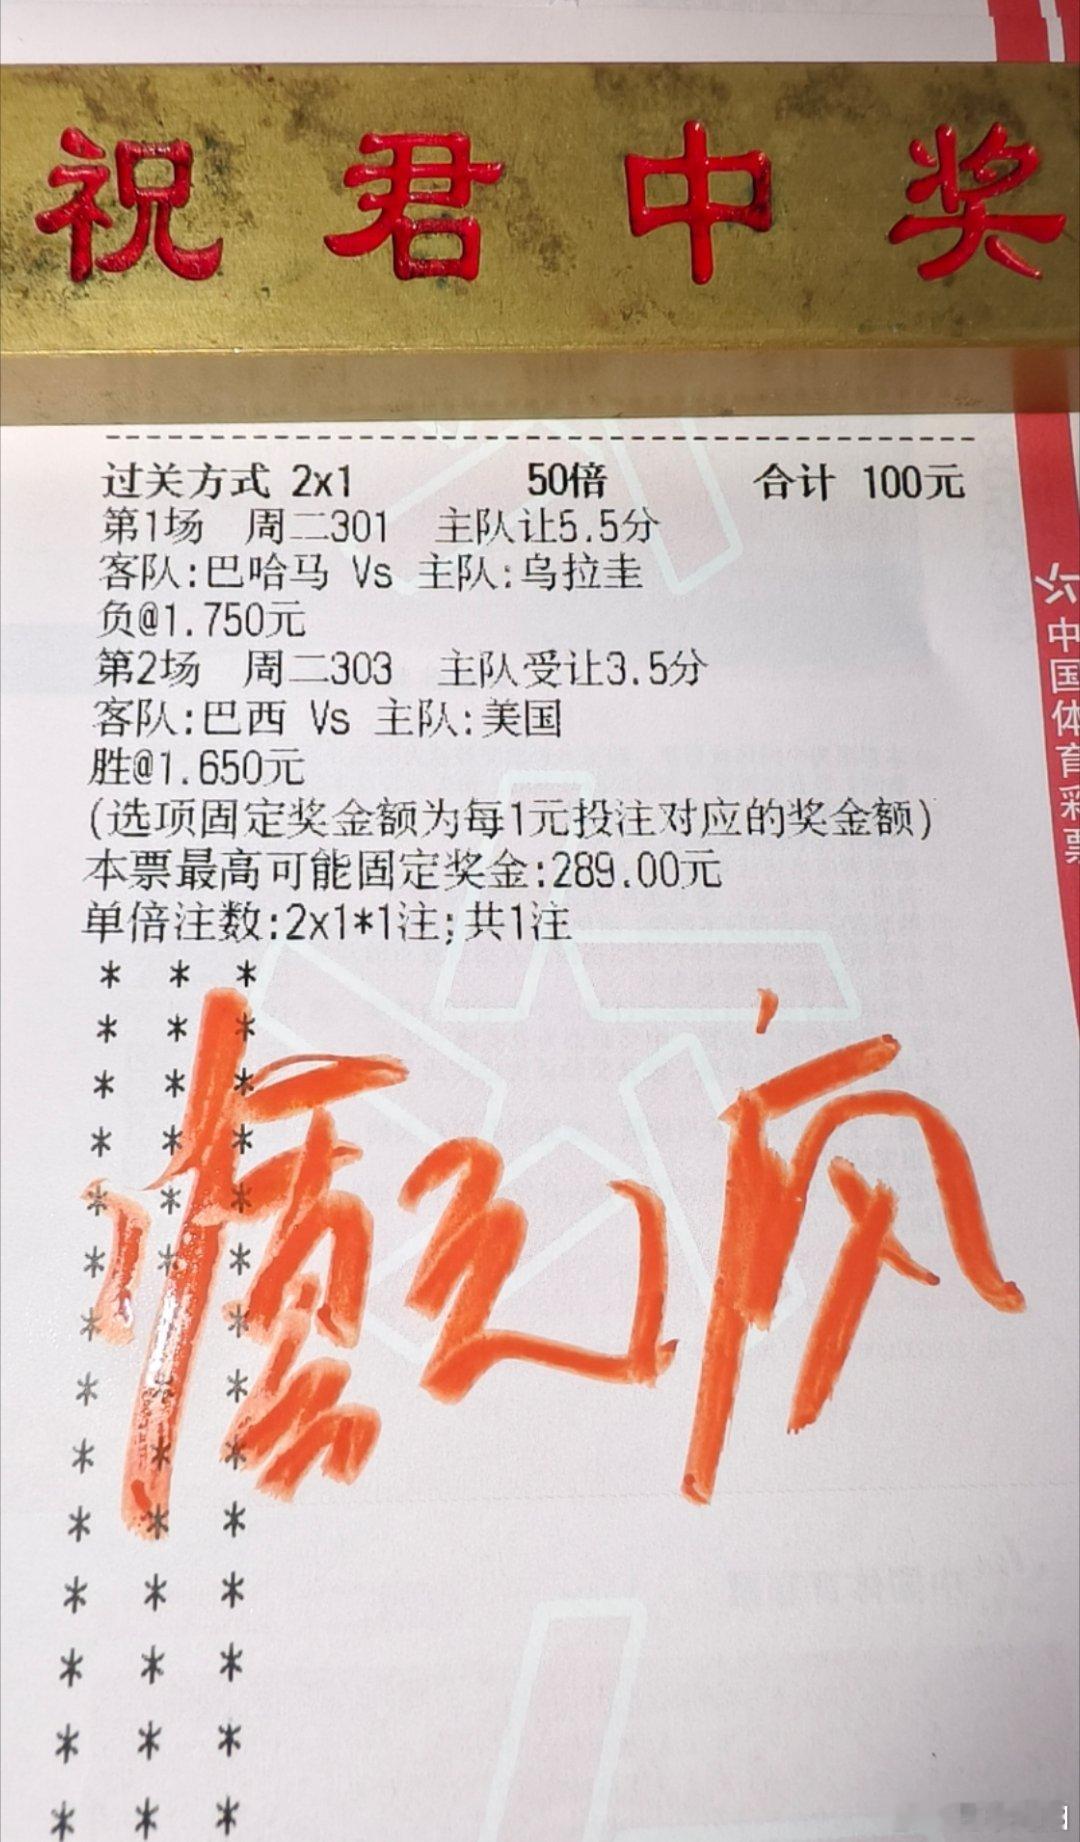 祝君中奖
过关方式 2x1 50倍 合计 100元
第1场 周二301 主队让5.5分
客队:巴哈马 Vs 主队:乌拉圭
负@1.750元
第2场 周二303 主队受让3.5分
客队:巴西 Vs 主队:美国
胜@1.650元
(选项固定奖金额为每1元投注对应的奖金额)
本票最高可能固定奖金:289.00元
单倍注数:2x1*1注;共1注
* * *
* * *
* * *
* * *
* * *
* * *
* * *
* * *
* * *
* * *
* * *
* * *
* * *
* * *
中国体育彩票